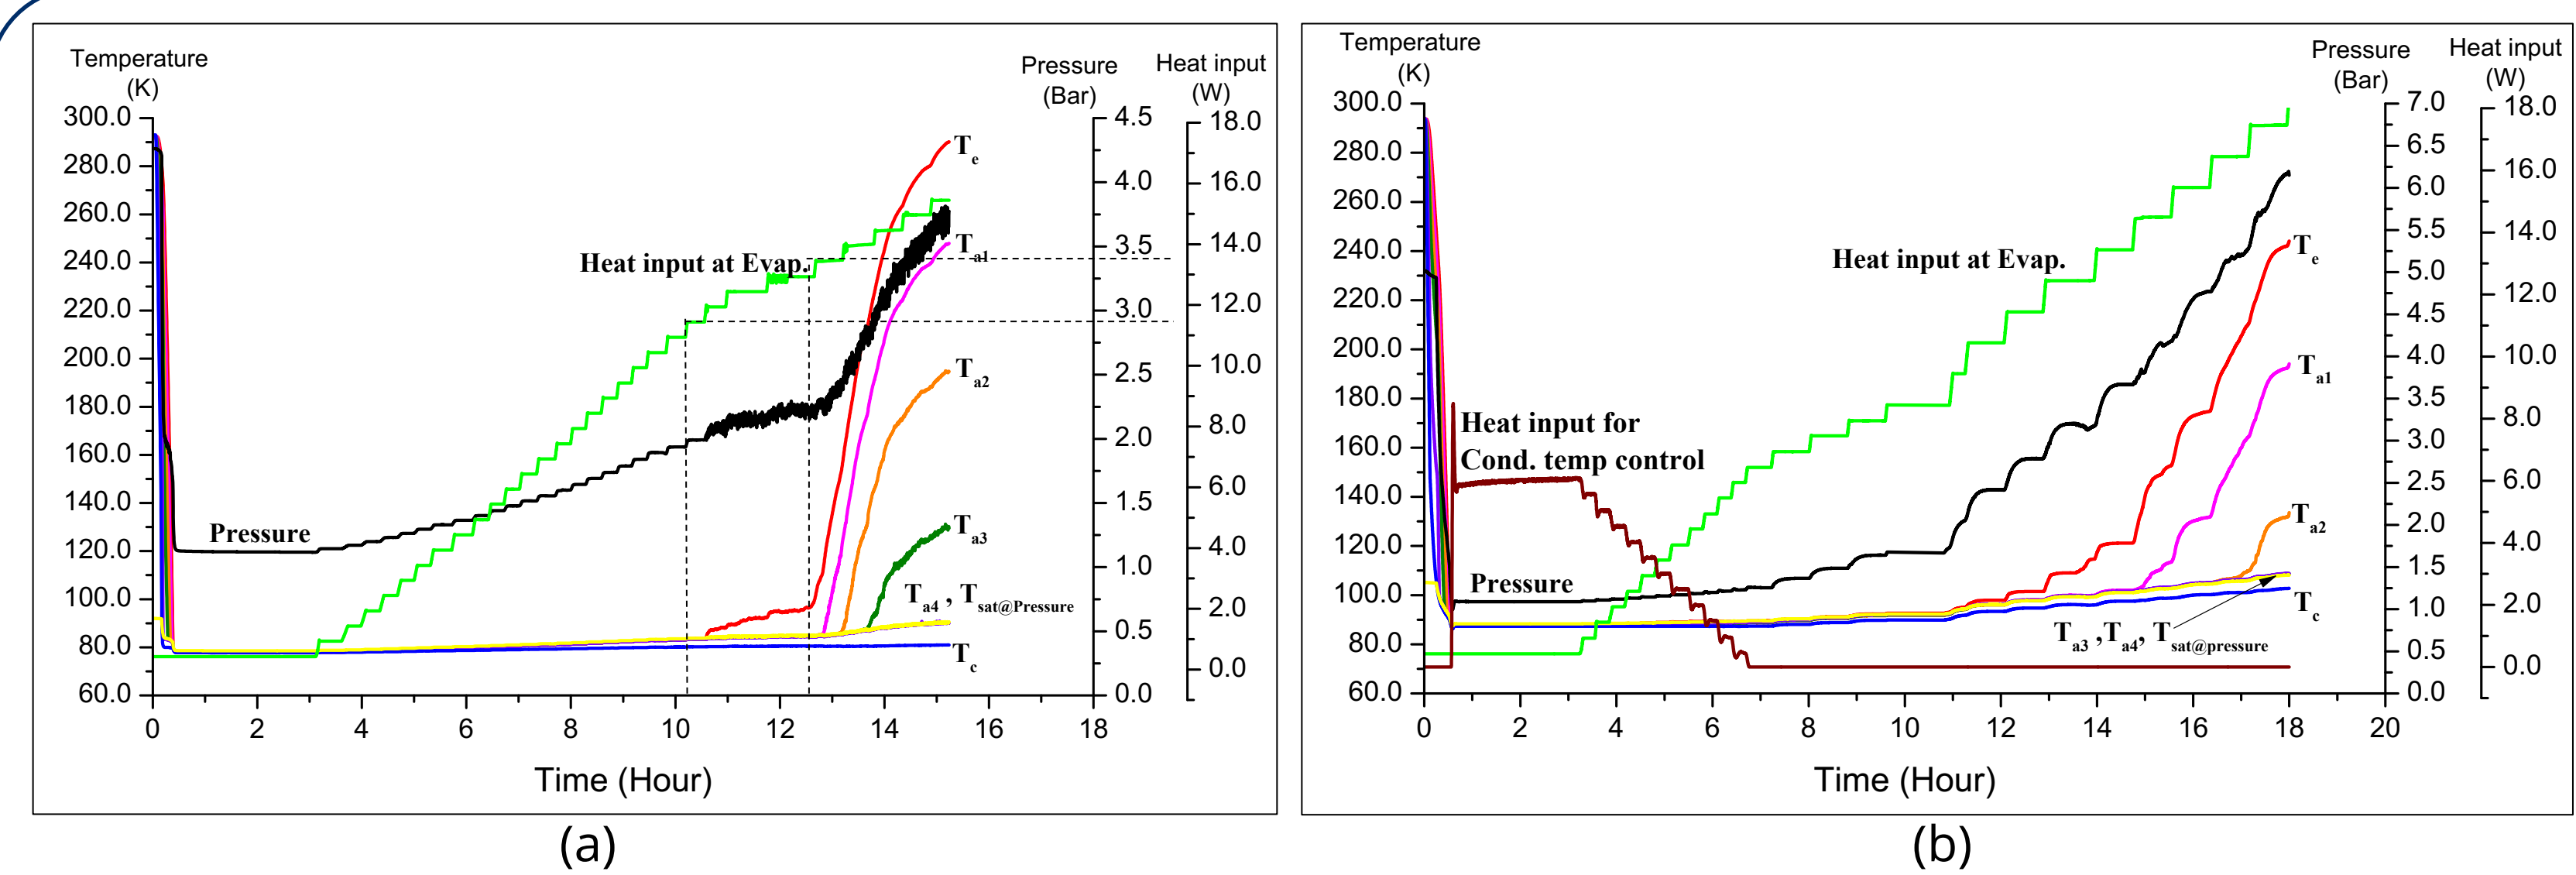 Temperature
(K)
Pressure
(Bar)
Heat input
(W)
300.0
280.0
260.0
240.0
220.0
200.0
180.0
160.0
140.0
120.0
100.0
80.0
60.0
4.5
4.0
3.5
3.0
2.5
2.0
1.5
1.0
0.5
0.0
18.0
16.0
14.0
12.0
10.0
8.0
6.0
4.0
2.0
0.0
Te
Heat input at Evap.
Ta1
Ta2
Pressure
Ta3
Ta4 , Tsat@Pressure
Tc
0 2 4 6 8 10 12 14 16 18
Time (Hour)
(a)
Temperature
(K)
Pressure
(Bar)
Heat input
(W)
300.0
280.0
260.0
240.0
220.0
200.0
180.0
160.0
140.0
120.0
100.0
80.0
60.0
7.0
6.5
6.0
5.5
5.0
4.5
4.0
3.5
3.0
2.5
2.0
1.5
1.0
0.5
0.0
18.0
16.0
14.0
12.0
10.0
8.0
6.0
4.0
2.0
0.0
Heat input at Evap.
Te
Ta1
Heat input for
Cond. temp control
Ta2
Pressure
Tc
Ta3 ,Ta4, Tsat@pressure
0 2 4 6 8 10 12 14 16 18 20
Time (Hour)
(b)